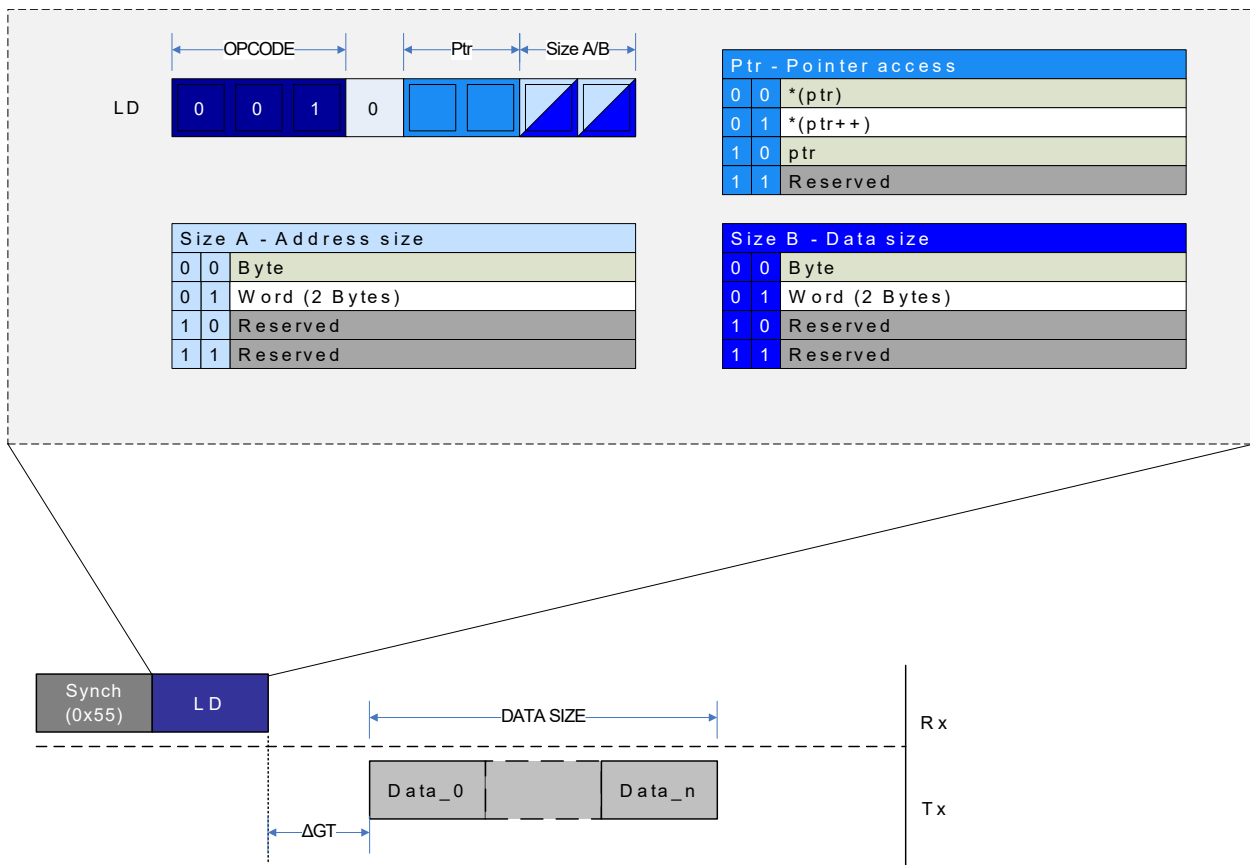 OPCODE Ptr Size A/B
LD 0 0 1 0
Ptr - Pointer access
0 0 *(ptr)
0 1 *(ptr++)
1 0 ptr
1 1 Reserved
Size A - Address size
0 0 Byte
0 1 Word (2 Bytes)
1 0 Reserved
1 1 Reserved
Size B - Data size
0 0 Byte
0 1 Word (2 Bytes)
1 0 Reserved
1 1 Reserved
Synch
(0x55)
LD
DATA SIZE
Rx
Data_0
Data_n
Tx
ΔGT